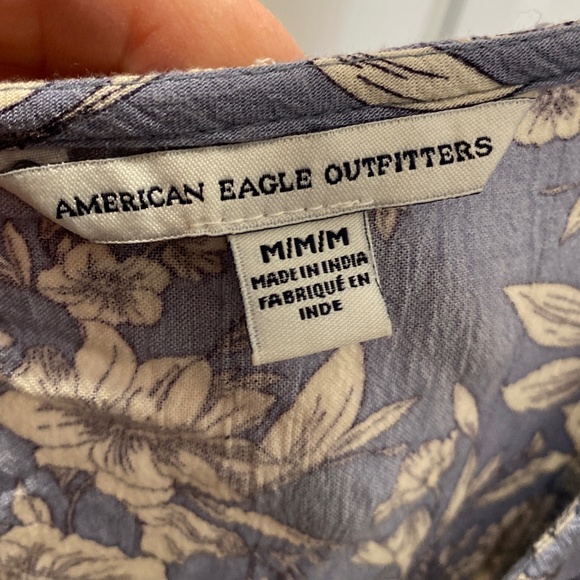 AMERICAN EAGLE OUTFITTERS
M/M/M
MADE IN INDIA
FABRIQUÉ EN
INDE